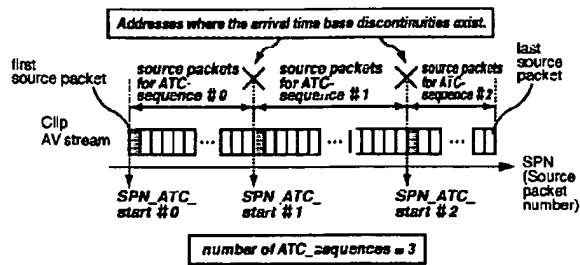 Addresses where the arrival time base discontinuities exist.
first
source packet
source packets
for ATC-
sequence #0
source packets
for ATC-
sequence #1
source packets
for ATC-
sequence #2
last
source
packet
Clip
AV stream
...
...
...
SPN
(Source
packet
number)
SPN_ATC_
start #0
SPN_ATC_
start #1
SPN_ATC_
start #2
number of ATC_sequences = 3